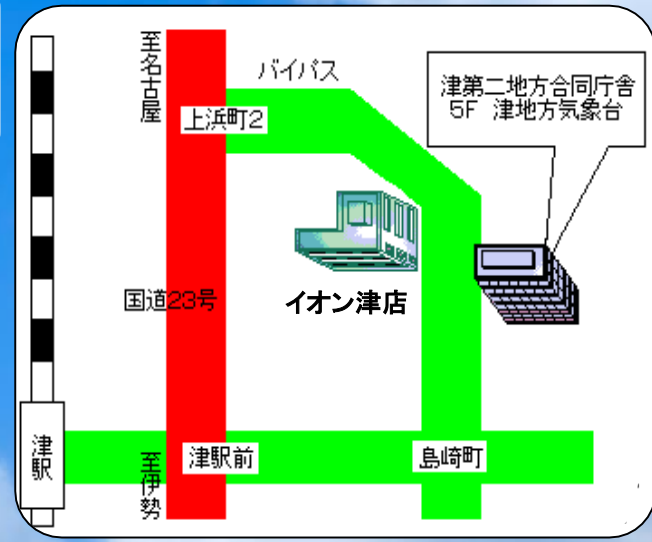 至名古屋
バイパス
津第二地方合同庁舎
5F 津地方気象台
上浜町2
国道23号
イオン津店
津駅
至伊勢
津駅前
島崎町